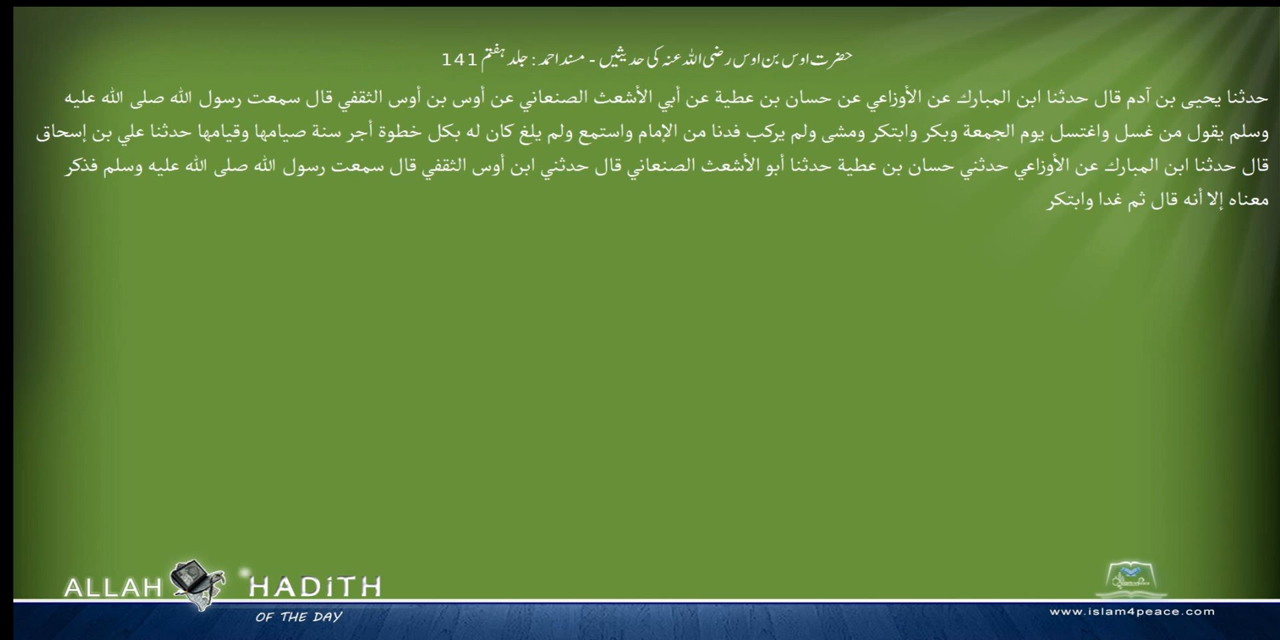 حضرت اوس بن اوس رضی اللہ عنہ کی حدیثیں - مسند احمد : جلد ہفتم 141
حدثنا يحيى بن آدم قال حدثنا ابن المبارك عن الأوزاعي عن حسان بن عطية عن أبي الأشعث الصنعاني عن أوس بن أوس الثقفي قال سمعت رسول الله صلى الله عليه
وسلم يقول من غسل واغتسل يوم الجمعة وبكر وابتكر ومشى ولم يركب فدنا من الإمام واستمع ولم يلغ كان له بكل خطوة أجر سنة صيامها وقيامها حدثنا علي بن إسحاق
قال حدثنا ابن المبارك عن الأوزاعي حدثني حسان بن عطية حدثنا أبو الأشعث الصنعاني قال حدثني ابن أوس الثقفي قال سمعت رسول الله صلى الله عليه وسلم فذكر
معناه إلا أنه قال ثم غدا وابتكر
ALLAH HADITH
OF THE DAY
www.islam4peace.com